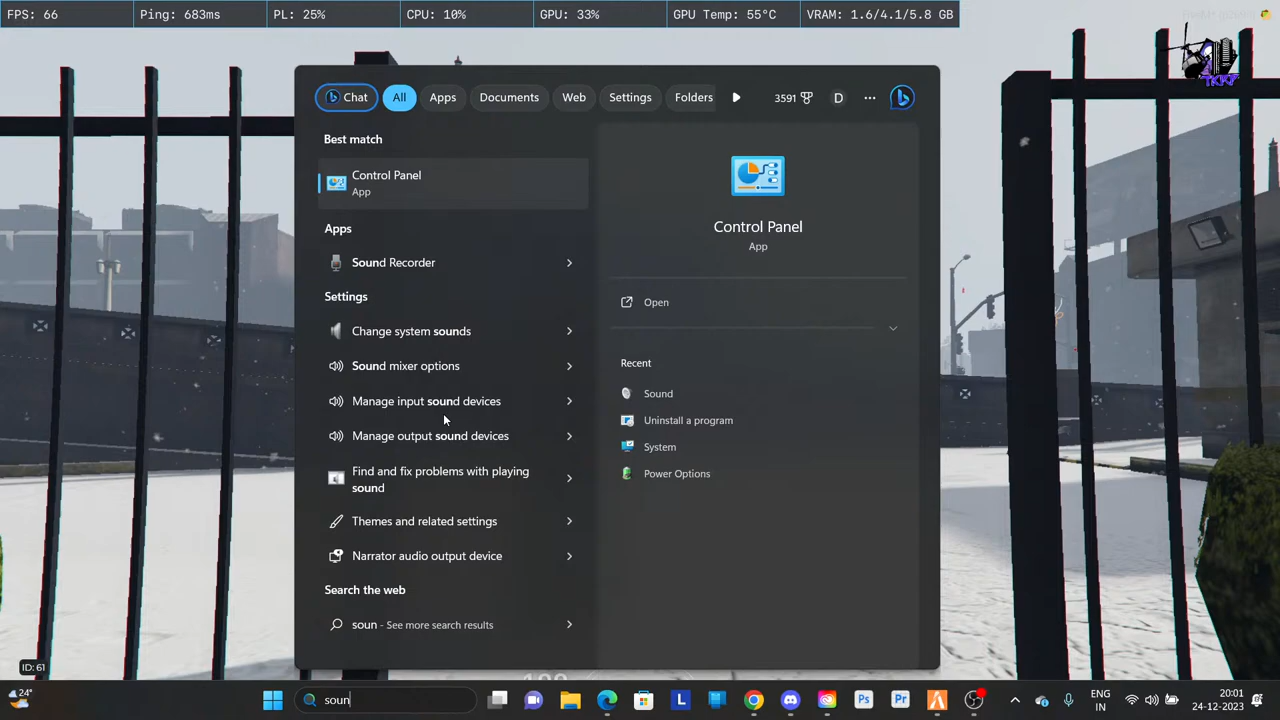 FPS: 66 Ping: 683ms PL: 25% CPU: 10% GPU: 33% GPU Temp: 55°C VRAM: 1.6/4.1/5.8 GB
TKRP
Chat All Apps Documents Web Settings Folders 3591 D
Best match
Control Panel
App
Apps
Sound Recorder
Settings
Change system sounds
Sound mixer options
Manage input sound devices
Manage output sound devices
Find and fix problems with playing
sound
Themes and related settings
Narrator audio output device
Search the web
soun - See more search results
Control Panel
App
Open
Recent
Sound
Uninstall a program
System
Power Options
ID: 61
24°
soun
L
Ps
Pr
ENG
IN
20:01
24-12-2023